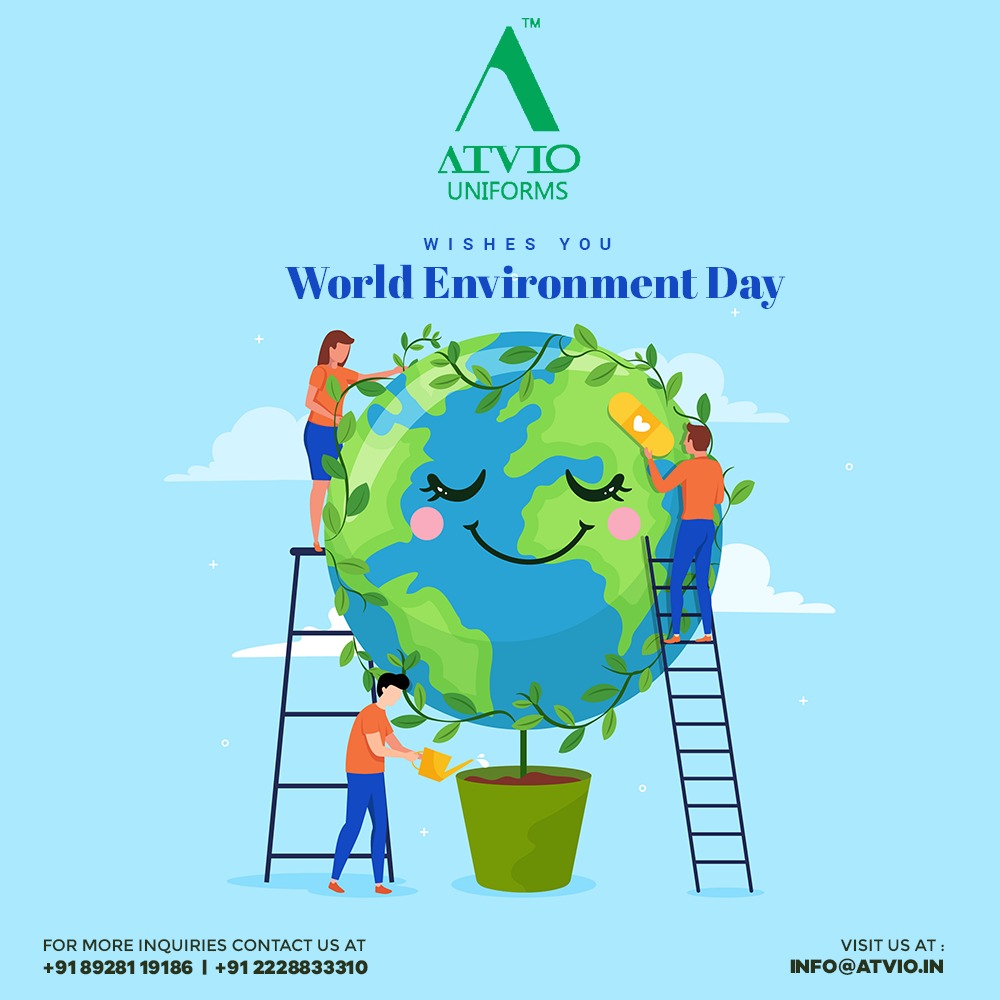 TM
ATVIO
UNIFORMS
WISHES YOU
World Environment Day
FOR MORE INQUIRIES CONTACT US AT
+91 89281 19186 | +91 2228833310
VISIT US AT :
INFO@ATVIO.IN